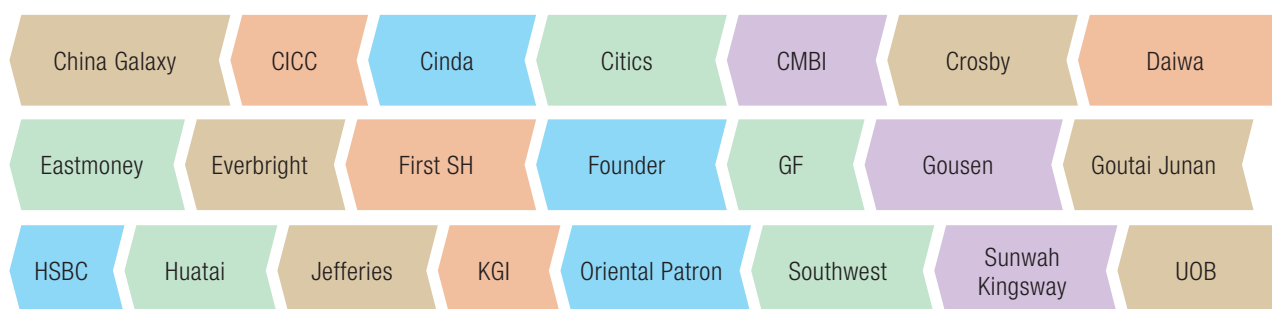 China Galaxy CICC Cinda Citics CMBI Crosby Daiwa
Eastmoney Everbright First SH Founder GF Gousen Goutai Junan
HSBC Huatai Jefferies KGI Oriental Patron Southwest Sunwah Kingsway UOB